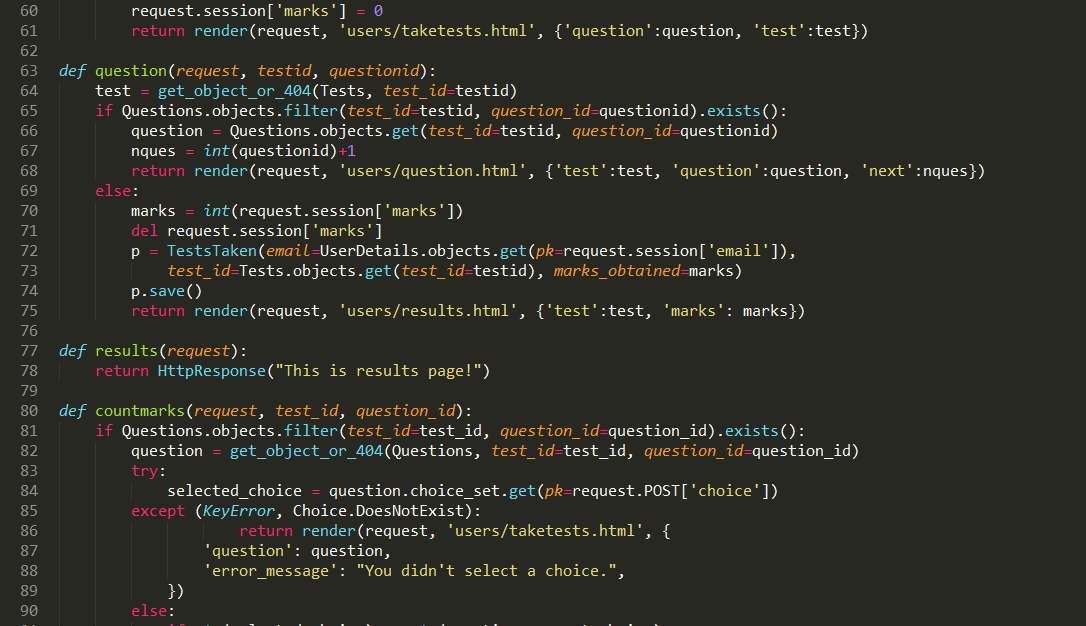 60 request.session['marks'] = 0
61 return render(request, 'users/taketests.html', {'question':question, 'test':test})
62
63 def question(request, testid, questionid):
64 test = get_object_or_404(Tests, test_id=testid)
65 if Questions.objects.filter(test_id=testid, question_id=questionid).exists():
66 question = Questions.objects.get(test_id=testid, question_id=questionid)
67 nques = int(questionid)+1
68 return render(request, 'users/question.html', {'test':test, 'question':question, 'next':nques})
69 else:
70 marks = int(request.session['marks'])
71 del request.session['marks']
72 p = TestsTaken(email=UserDetails.objects.get(pk=request.session['email']),
73 test_id=Tests.objects.get(test_id=testid), marks_obtained=marks)
74 p.save()
75 return render(request, 'users/results.html', {'test':test, 'marks': marks})
76
77 def results(request):
78 return HttpResponse("This is results page!")
79
80 def countmarks(request, test_id, question_id):
81 if Questions.objects.filter(test_id=test_id, question_id=question_id).exists():
82 question = get_object_or_404(Questions, test_id=test_id, question_id=question_id)
83 try:
84 selected_choice = question.choice_set.get(pk=request.POST['choice'])
85 except (KeyError, Choice.DoesNotExist):
86 return render(request, 'users/taketests.html', {
87 'question': question,
88 'error_message': "You didn't select a choice.",
89 })
90 else: